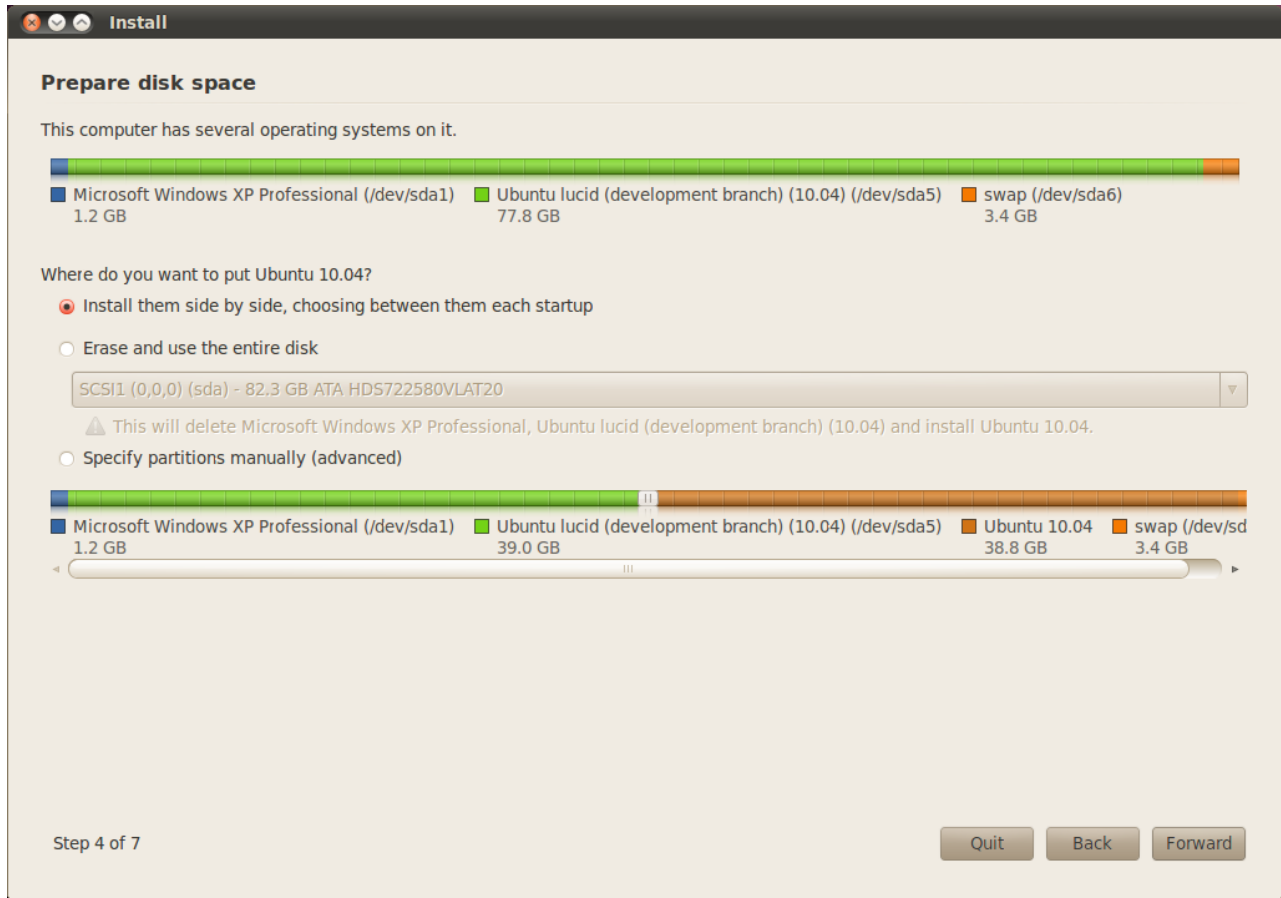 Install
Prepare disk space
This computer has several operating systems on it.
Microsoft Windows XP Professional (/dev/sda1) Ubuntu lucid (development branch) (10.04) (/dev/sda5) swap (/dev/sda6)
1.2 GB 77.8 GB 3.4 GB
Where do you want to put Ubuntu 10.04?
Install them side by side, choosing between them each startup
Erase and use the entire disk
SCSI1 (0,0,0) (sda) - 82.3 GB ATA HDS722580VLAT20
This will delete Microsoft Windows XP Professional, Ubuntu lucid (development branch) (10.04) and install Ubuntu 10.04.
Specify partitions manually (advanced)
Microsoft Windows XP Professional (/dev/sda1) Ubuntu lucid (development branch) (10.04) (/dev/sda5) Ubuntu 10.04 swap (/dev/sd
1.2 GB 39.0 GB 38.8 GB 3.4 GB
Step 4 of 7 Quit Back Forward